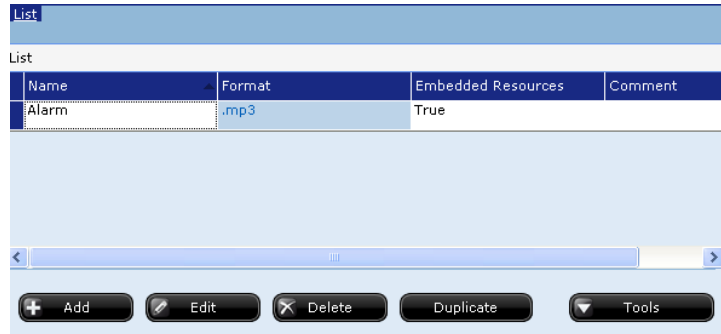 List
List
Name Format Embedded Resources Comment
Alarm .mp3 True
Add Edit Delete Duplicate Tools